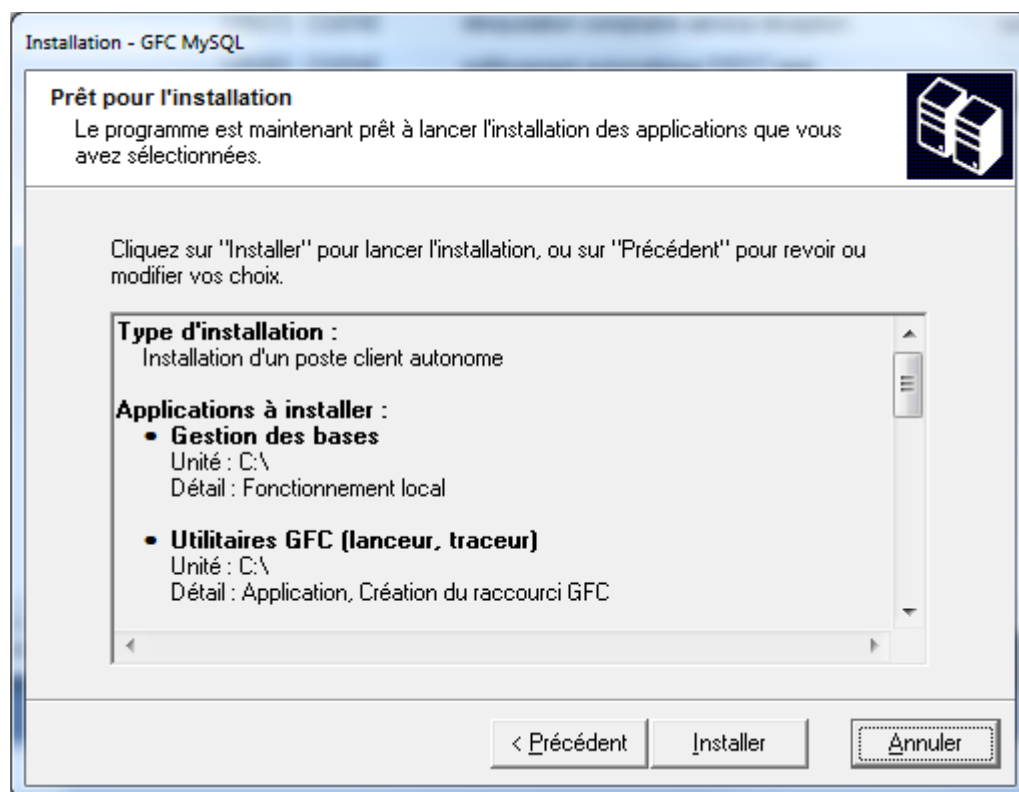 Installation - GFC MySQL
Prêt pour l'installation
Le programme est maintenant prêt à lancer l'installation des applications que vous
avez sélectionnées.
Cliquez sur "Installer" pour lancer l'installation, ou sur "Précédent" pour revoir ou
modifier vos choix.
Type d'installation :
Installation d'un poste client autonome
Applications à installer :
• Gestion des bases
Unité : C:\
Détail : Fonctionnement local
• Utilitaires GFC (lanceur, traceur)
Unité : C:\
Détail : Application, Création du raccourci GFC
< Précédent
Installer
Annuler